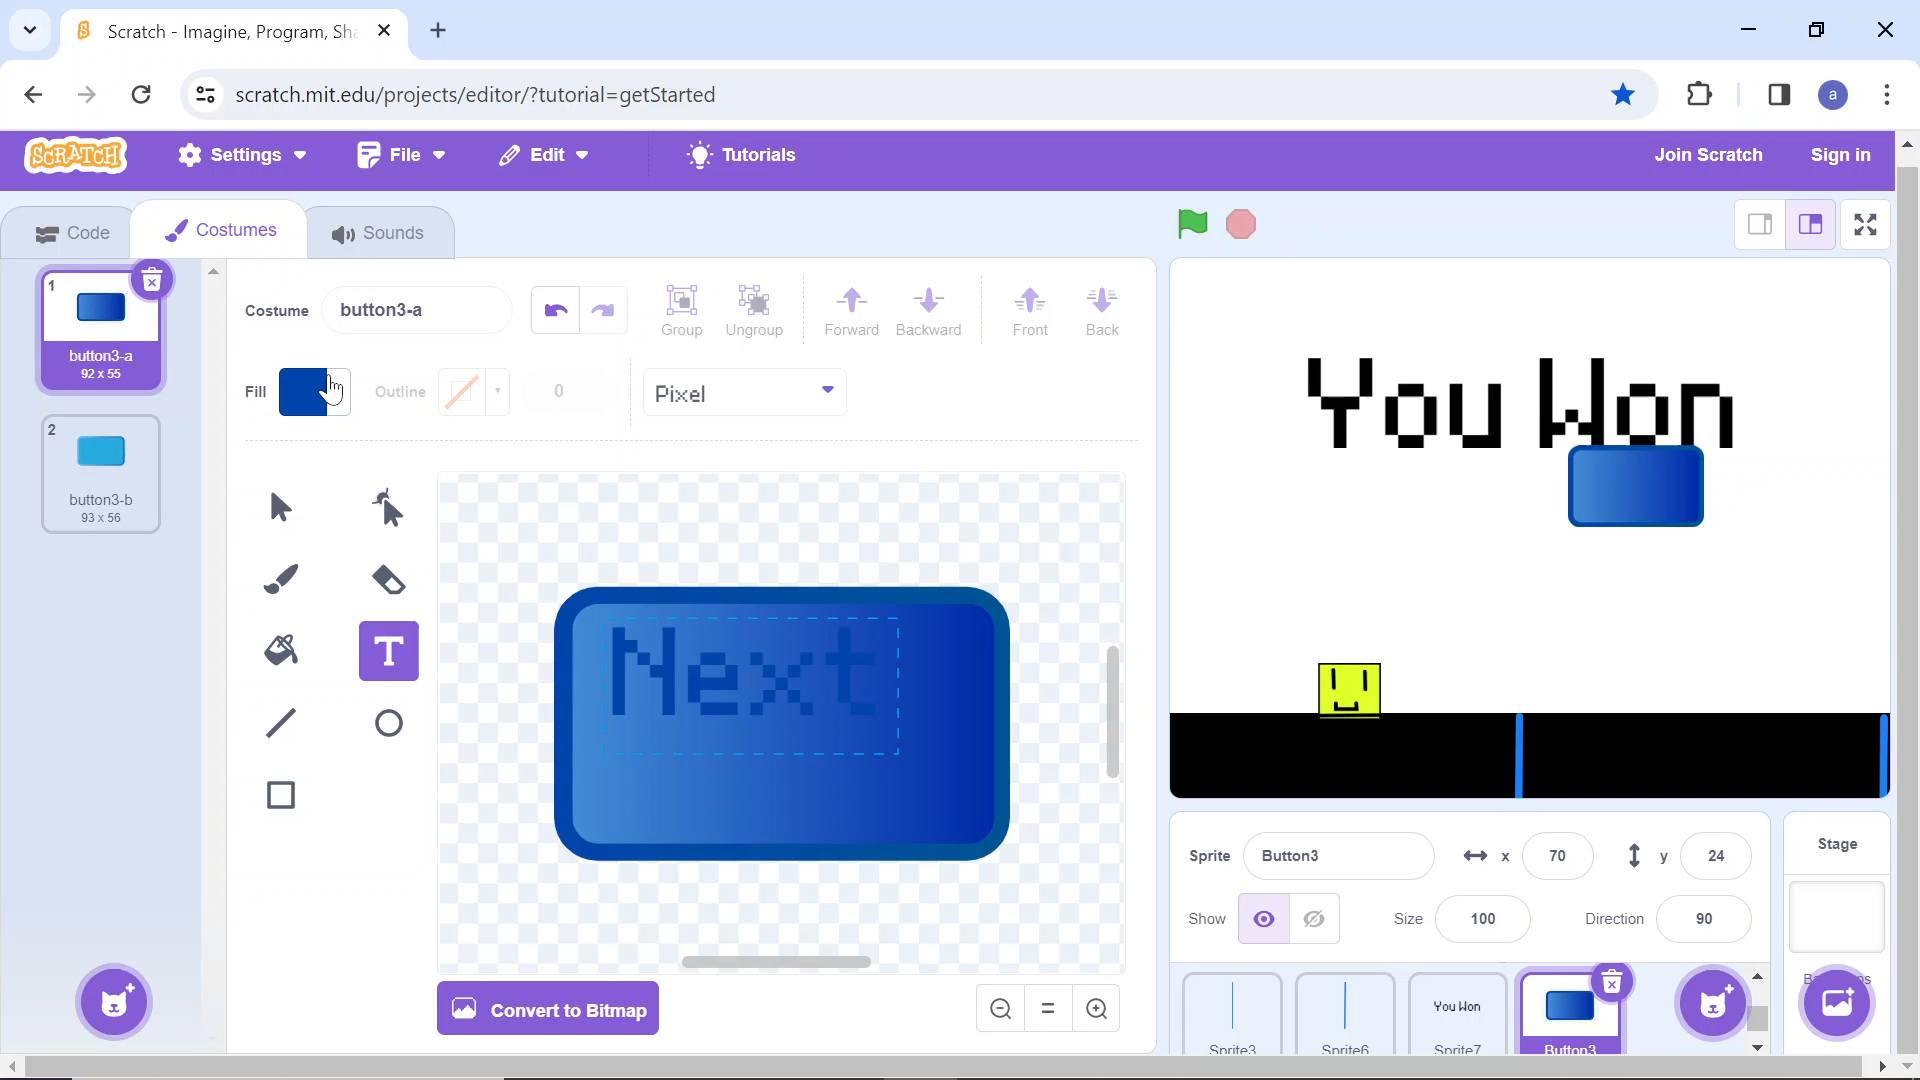 Scratch - Imagine, Program, Sha
scratch.mit.edu/projects/editor/?tutorial=getStarted
a
SCRATCH
Settings
File
Edit
Tutorials
Join Scratch
Sign in
Code
Costumes
Sounds
1
button3-a
92 x 55
2
button3-b
93 x 56
Costume
button3-a
Group
Ungroup
Forward
Backward
Front
Back
Fill
Outline
0
Pixel
T
Next
Convert to Bitmap
You Won
Sprite
Button3
x
70
y
24
Show
Size
100
Direction
90
Stage
Sprite3
Sprite6
You Won
Sprite7
Button3